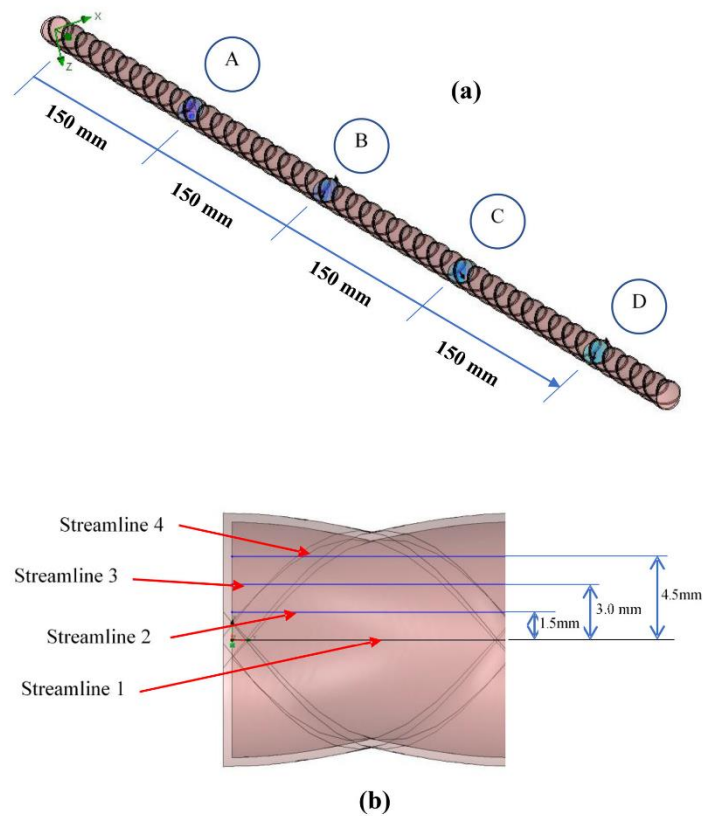 X
Z
A
(a)
150 mm
B
150 mm
C
150 mm
D
150 mm
Streamline 4
Streamline 3
4.5mm
3.0 mm
1.5mm
Streamline 2
Streamline 1
(b)